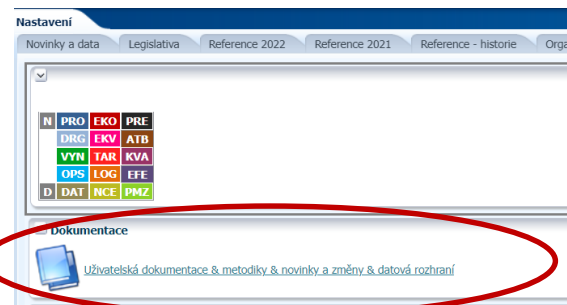 Nastavení
Novinky a data Legislativa Reference 2022 Reference 2021 Reference - historie Orga
N PRO EKO PRE
DRG EKV ATB
VYN TAR KVA
OPS LOG EFE
D DAT NCE PMZ
Dokumentace
Uživatelská dokumentace & metodiky & novinky a změny & datová rozhraní